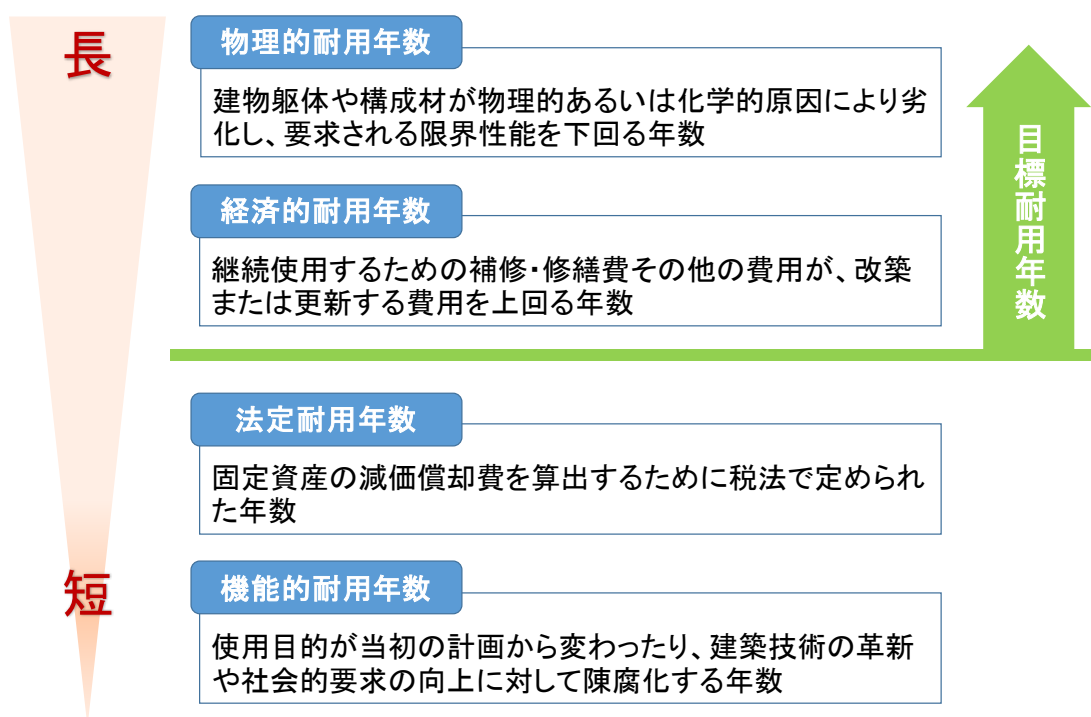 長
物理的耐用年数
建物躯体や構成材が物理的あるいは化学的原因により劣
化し、要求される限界性能を下回る年数
経済的耐用年数
継続使用するための補修・修繕費その他の費用が、改築
または更新する費用を上回る年数
目標耐用年数
法定耐用年数
固定資産の減価償却費を算出するために税法で定められ
た年数
短
機能的耐用年数
使用目的が当初の計画から変わったり、建築技術の革新
や社会的要求の向上に対して陳腐化する年数